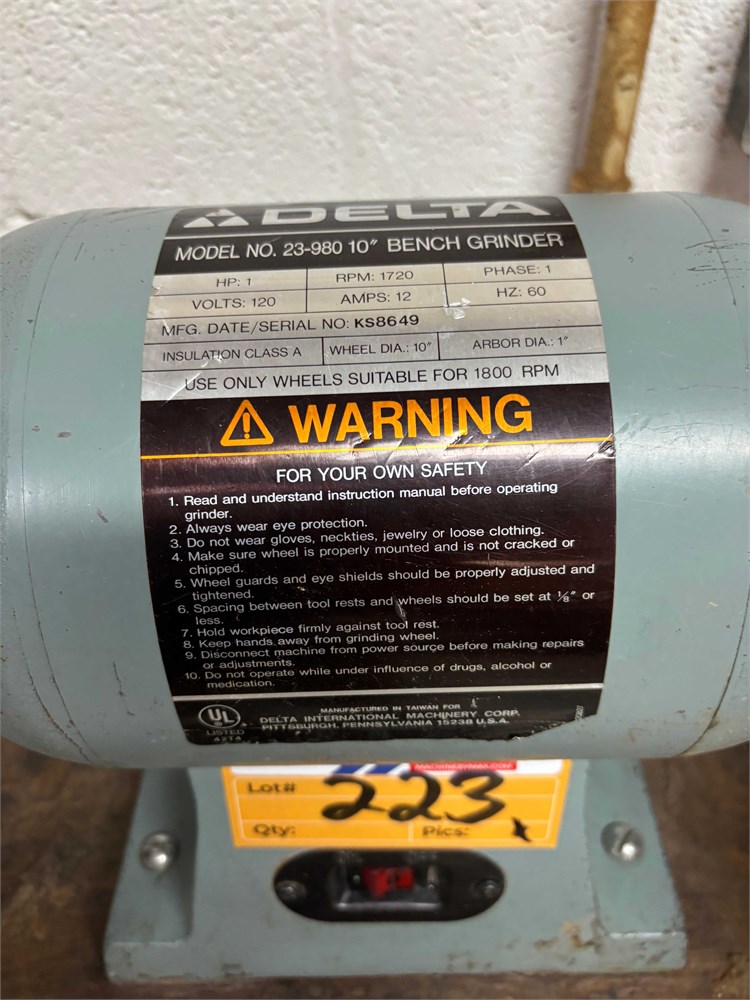 DELTA
MODEL NO. 23-980 10″ BENCH GRINDER
HP: 1 RPM: 1720 PHASE: 1
VOLTS: 120 AMPS: 12 HZ: 60
MFG. DATE/SERIAL NO: KS8649
INSULATION CLASS A WHEEL DIA.: 10″ ARBOR DIA.: 1″
USE ONLY WHEELS SUITABLE FOR 1800 RPM
WARNING
FOR YOUR OWN SAFETY
1. Read and understand instruction manual before operating
grinder.
2. Always wear eye protection.
3. Do not wear gloves, neckties, jewelry or loose clothing.
4. Make sure wheel is properly mounted and is not cracked or
chipped.
5. Wheel guards and eye shields should be properly adjusted and
tightened.
6. Spacing between tool rests and wheels should be set at ⅛″ or
less.
7. Hold workpiece firmly against tool rest.
8. Keep hands away from grinding wheel.
9. Disconnect machine from power source before making repairs
or adjustments.
10. Do not operate while under influence of drugs, alcohol or
medication.
UL
LISTED
42T4
MANUFACTURED IN TAIWAN FOR
DELTA INTERNATIONAL MACHINERY CORP.
PITTSBURGH, PENNSYLVANIA 15238 U.S.A.
Lot# 223
Qty: Pics: